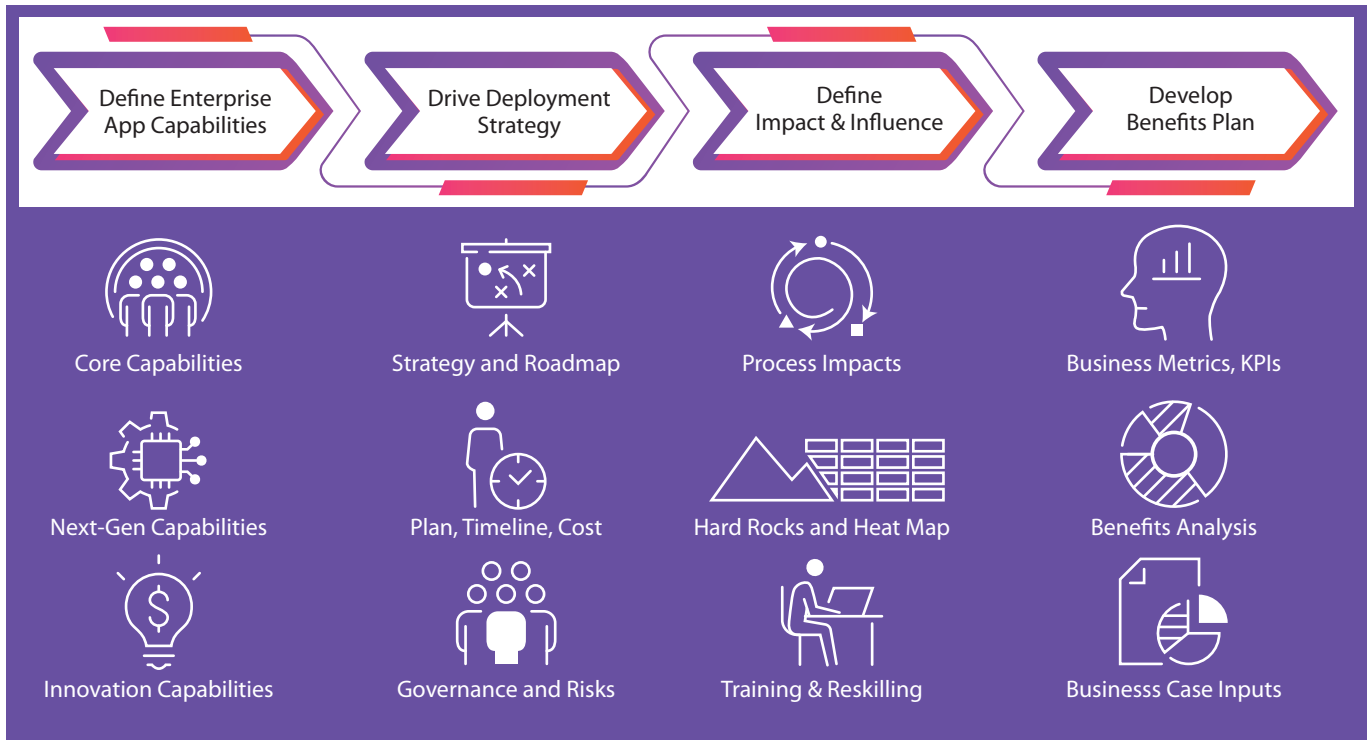 Define Enterprise
App Capabilities
Drive Deployment
Strategy
Define
Impact & Influence
Develop
Benefits Plan
Core Capabilities
Strategy and Roadmap
Process Impacts
Business Metrics, KPIs
Next-Gen Capabilities
Plan, Timeline, Cost
Hard Rocks and Heat Map
Benefits Analysis
Innovation Capabilities
Governance and Risks
Training & Reskilling
Businesss Case Inputs